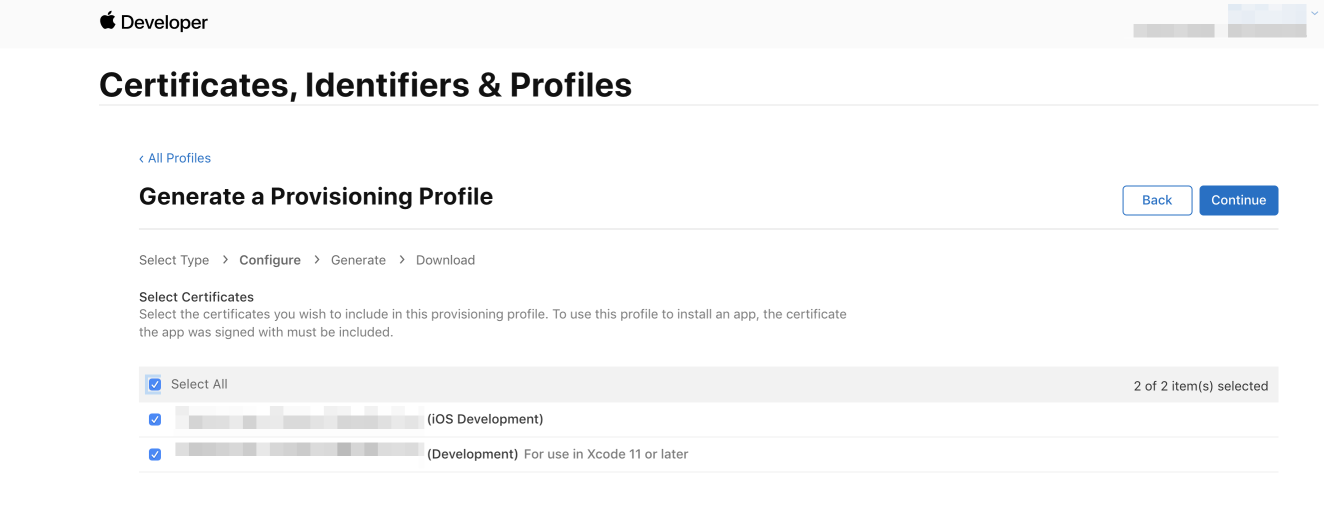 Developer
Certificates, Identifiers & Profiles
‹ All Profiles
Generate a Provisioning Profile
Back
Continue
Select Type > Configure > Generate > Download
Select Certificates
Select the certificates you wish to include in this provisioning profile. To use this profile to install an app, the certificate
the app was signed with must be included.
Select All
2 of 2 item(s) selected
(iOS Development)
(Development) For use in Xcode 11 or later